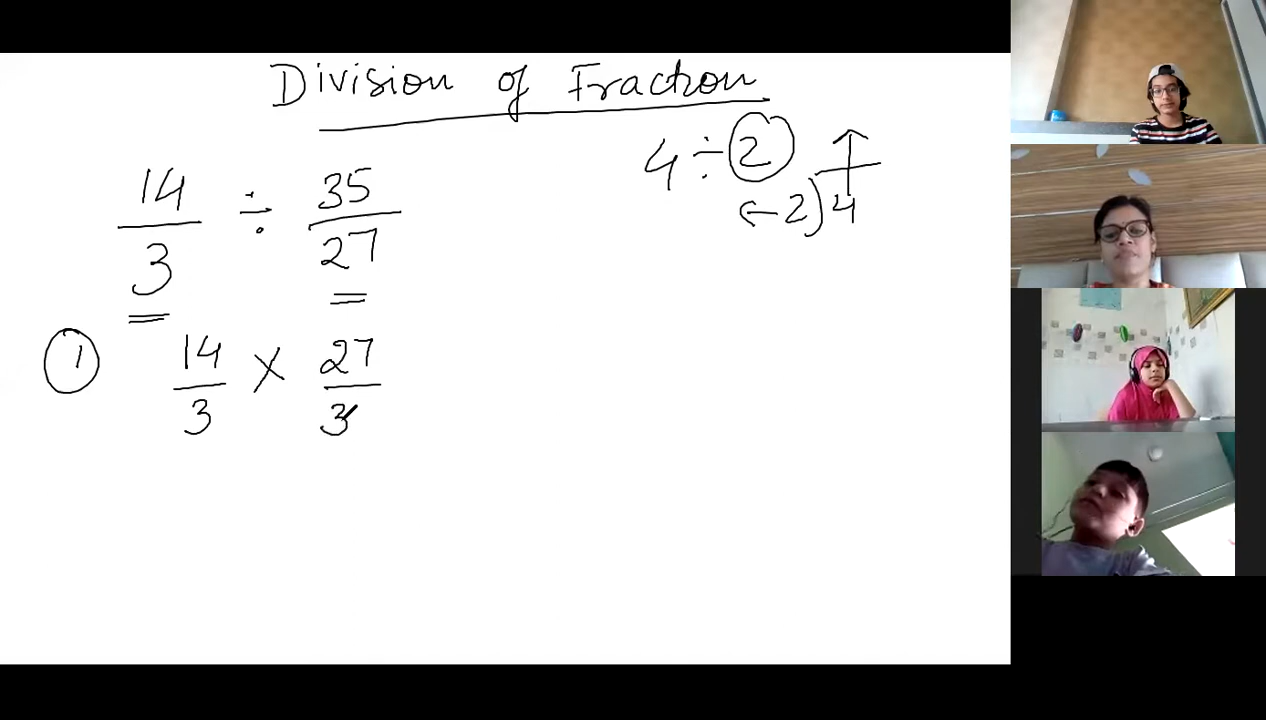 Division of Fraction
4 ÷ 2
2)4
14/3 ÷ 35/27
① 14/3 × 27/3